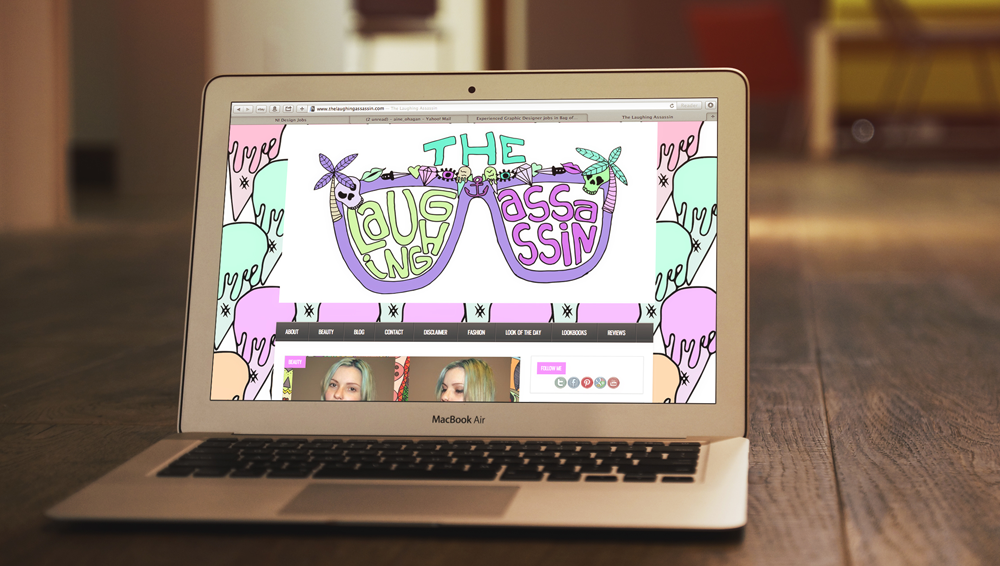 www.thelaughingassassin.com – The Laughing Assassin
NI Design Jobs
Experienced Graphic Designer Jobs in Bag of
The Laughing Assassin
THE
LAUGHING
ASSASSIN
ABOUT BEAUTY BLOG CONTACT DISCLAIMER FASHION LOOK OF THE DAY LOOKBOOKS REVIEWS
BEAUTY
FOLLOW ME
MacBook Air